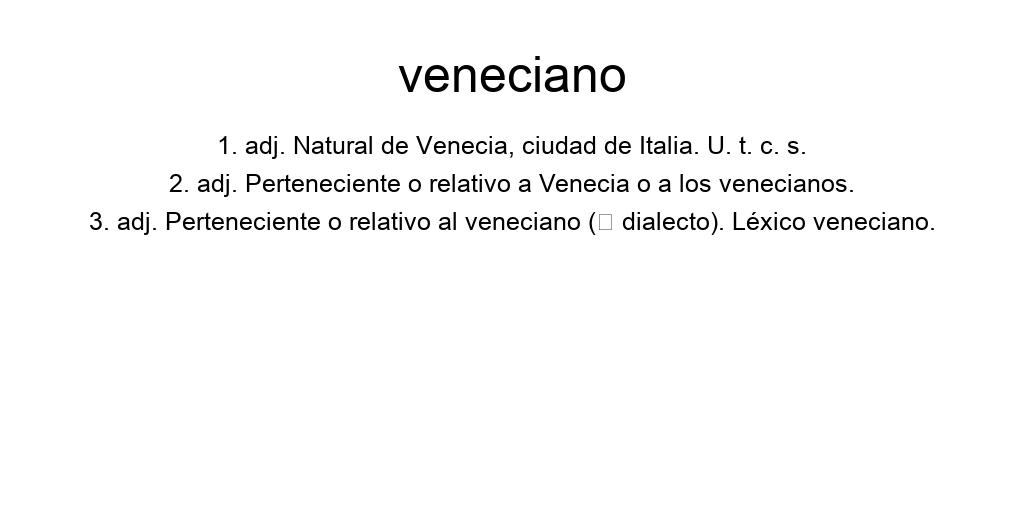 veneciano
1. adj. Natural de Venecia, ciudad de Italia. U. t. c. s.
2. adj. Perteneciente o relativo a Venecia o a los venecianos.
3. adj. Perteneciente o relativo al veneciano (□ dialecto). Léxico veneciano.